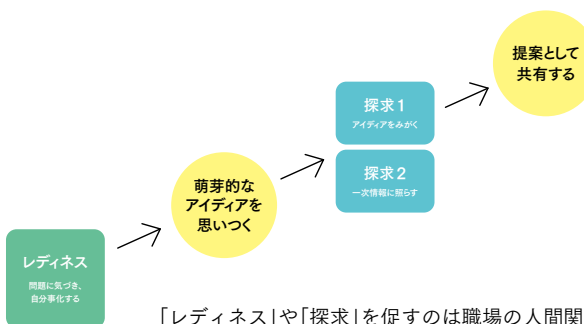 提案として
共有する
探求1
アイディアをみがく
探求2
一次情報に照らす
萌芽的な
アイディアを
思いつく
レディネス
問題に気づき、
自分事化する
「レディネス」や「探求」を促すのは職場の人間関